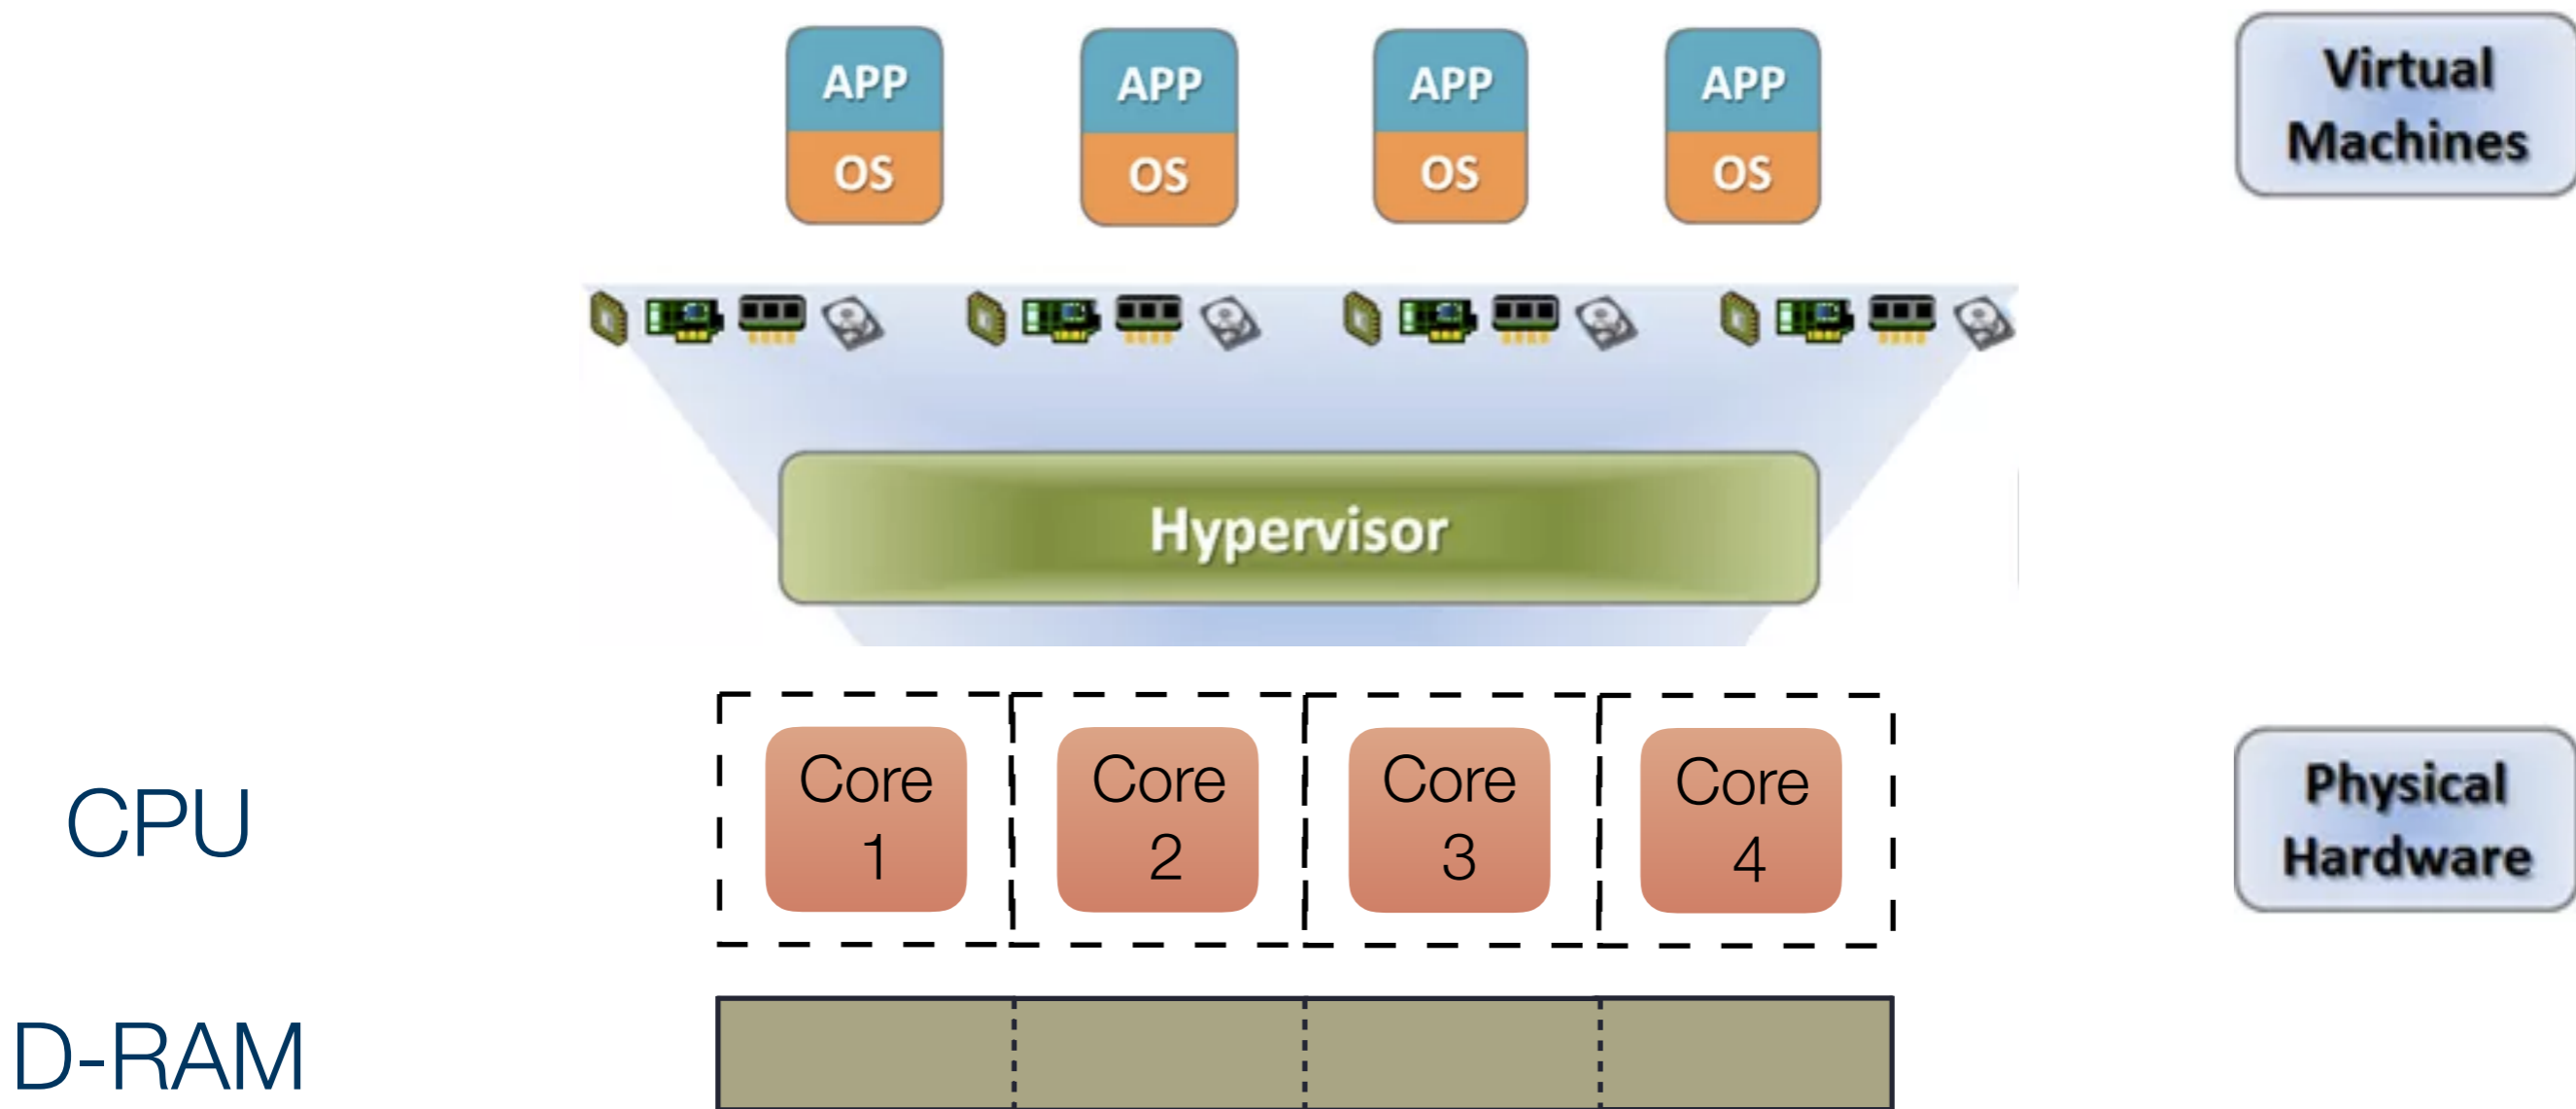 APP APP APP APP
OS OS OS OS
Virtual
Machines
Hypervisor
CPU
Core
1
Core
2
Core
3
Core
4
Physical
Hardware
D-RAM